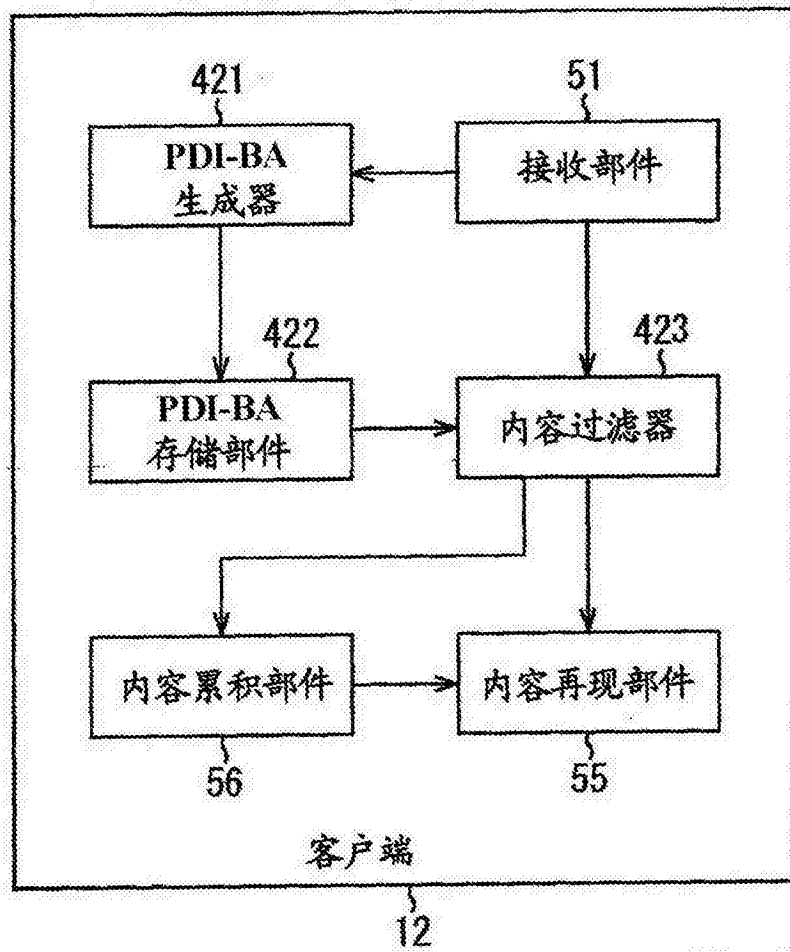 421
51
PDI-BA
生成器
接收部件
422
423
PDI-BA
存储部件
内容过滤器
内容累积部件
内容再现部件
56
55
客户端
12